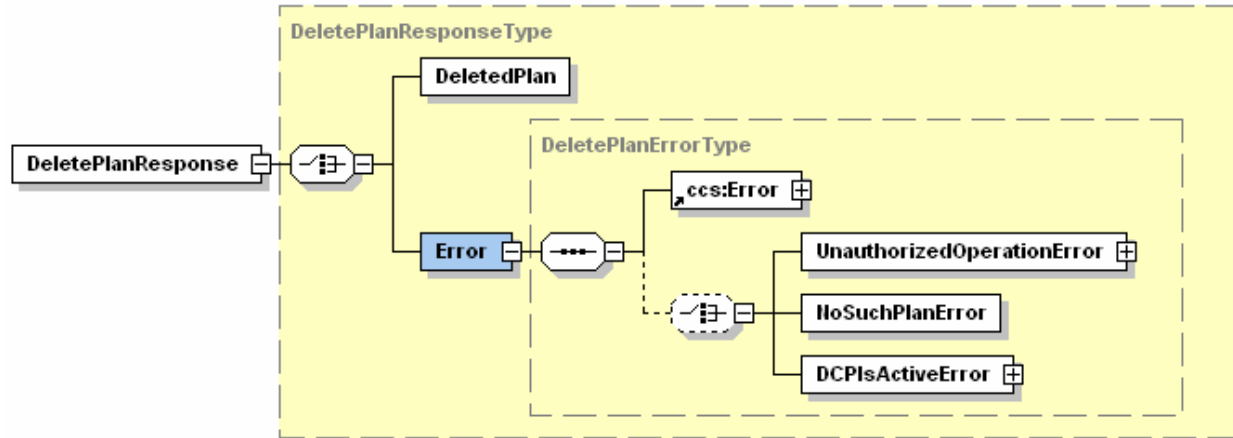 DeletePlanResponseType
DeletedPlan
DeletePlanErrorType
DeletePlanResponse
ccs:Error
Error
UnauthorizedOperationError
NoSuchPlanError
DCPIsActiveError